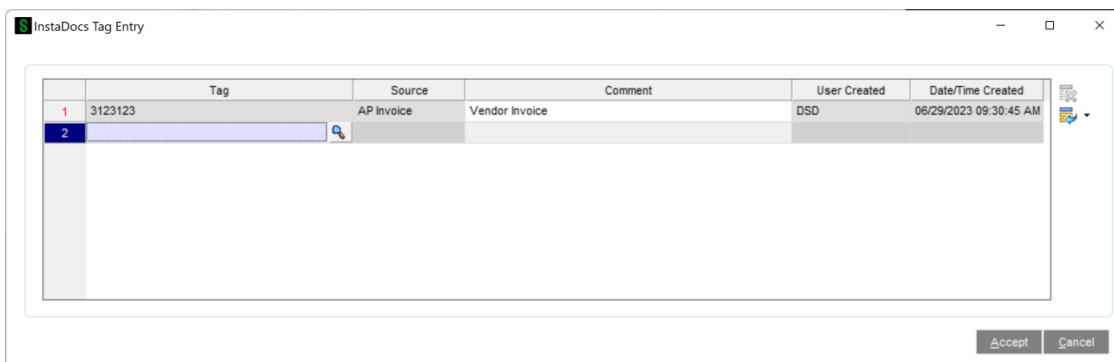 InstaDocs Tag Entry
Tag Source Comment User Created Date/Time Created
1 3123123 AP Invoice Vendor Invoice DSD 06/29/2023 09:30:45 AM
2
Accept Cancel